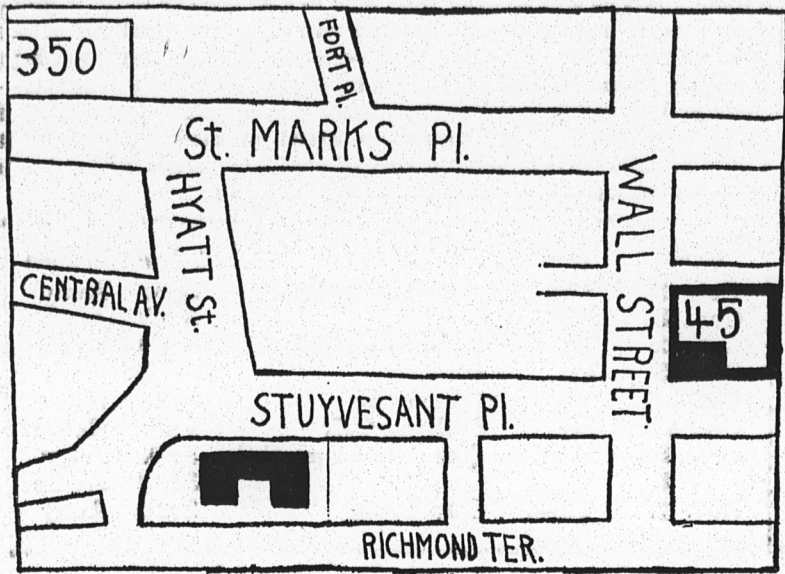 350
FORT Pl.
St. MARKS Pl.
HYATT St.
WALL STREET
CENTRAL AV.
45
STUYVESANT Pl.
RICHMOND TER.